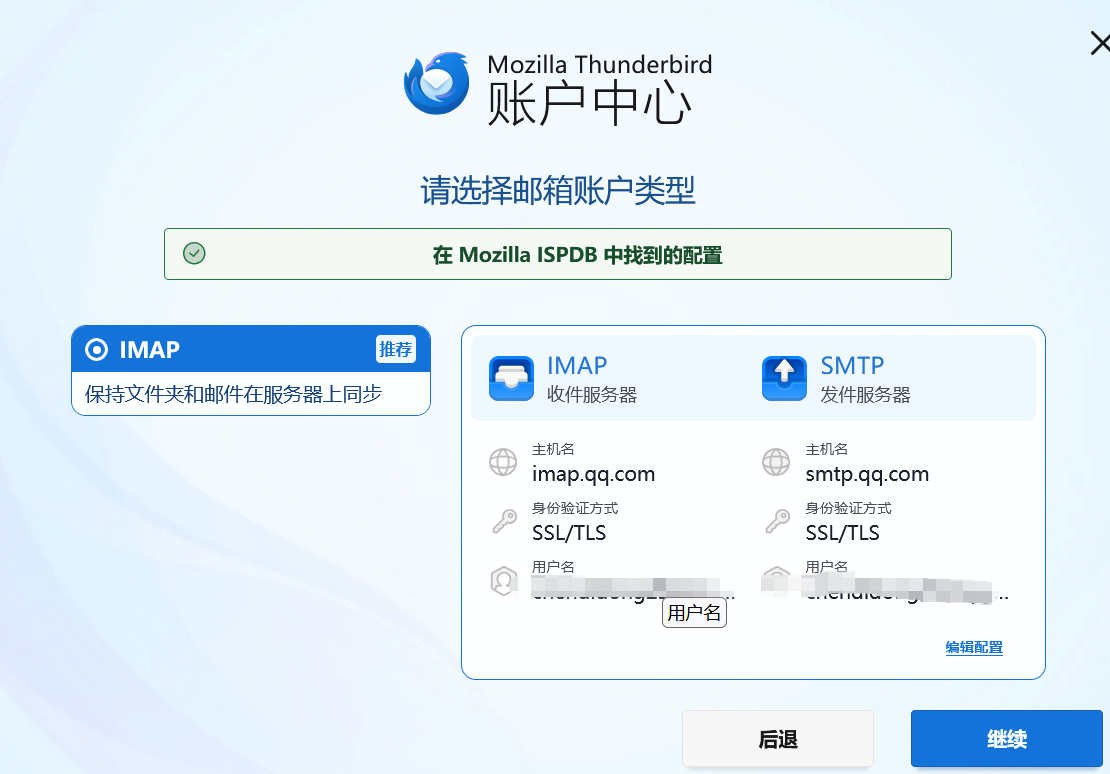 Mozilla Thunderbird
账户中心
请选择邮箱账户类型
在 Mozilla ISPDB 中找到的配置
IMAP 推荐
保持文件夹和邮件在服务器上同步
IMAP
收件服务器
SMTP
发件服务器
主机名
imap.qq.com
主机名
smtp.qq.com
身份验证方式
SSL/TLS
身份验证方式
SSL/TLS
用户名
用户名
用户名
编辑配置
后退
继续